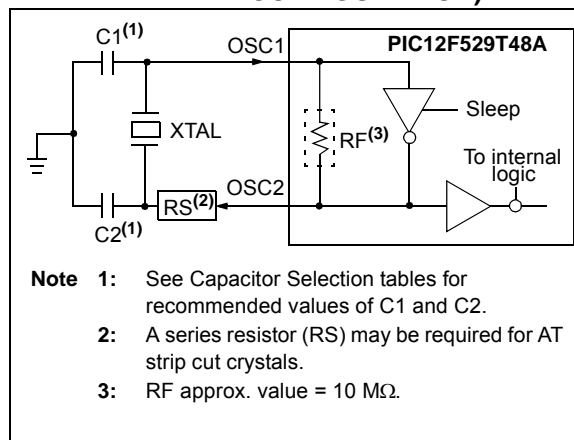 C1(1)
OSC1
PIC12F529T48A
Sleep
XTAL
RF(3)
To internal
logic
OSC2
RS(2)
C2(1)
Note 1: See Capacitor Selection tables for
recommended values of C1 and C2.
2: A series resistor (RS) may be required for AT
strip cut crystals.
3: RF approx. value = 10 MΩ.